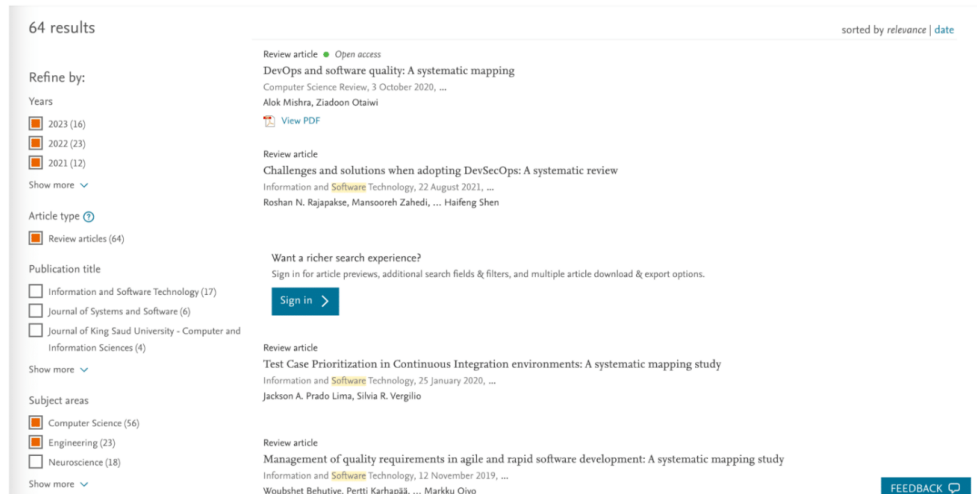 64 results
sorted by relevance | date
Refine by:
Years
2023 (16)
2022 (23)
2021 (12)
Show more
Article type ?
Review articles (64)
Publication title
Information and Software Technology (17)
Journal of Systems and Software (6)
Journal of King Saud University - Computer and
Information Sciences (4)
Show more
Subject areas
Computer Science (56)
Engineering (23)
Neuroscience (18)
Show more
Review article Open access
DevOps and software quality: A systematic mapping
Computer Science Review, 3 October 2020, ...
Alok Mishra, Ziadoon Otaiwi
View PDF
Review article
Challenges and solutions when adopting DevSecOps: A systematic review
Information and Software Technology, 22 August 2021, ...
Roshan N. Rajapakse, Mansooreh Zahedi, ... Haifeng Shen
Want a richer search experience?
Sign in for article previews, additional search fields & filters, and multiple article download & export options.
Sign in
Review article
Test Case Prioritization in Continuous Integration environments: A systematic mapping study
Information and Software Technology, 25 January 2020, ...
Jackson A. Prado Lima, Silvia R. Vergilio
Review article
Management of quality requirements in agile and rapid software development: A systematic mapping study
Information and Software Technology, 12 November 2019, ...
Woubshet Behutiye, Pertti Karhapää, ... Markku Oivo
FEEDBACK